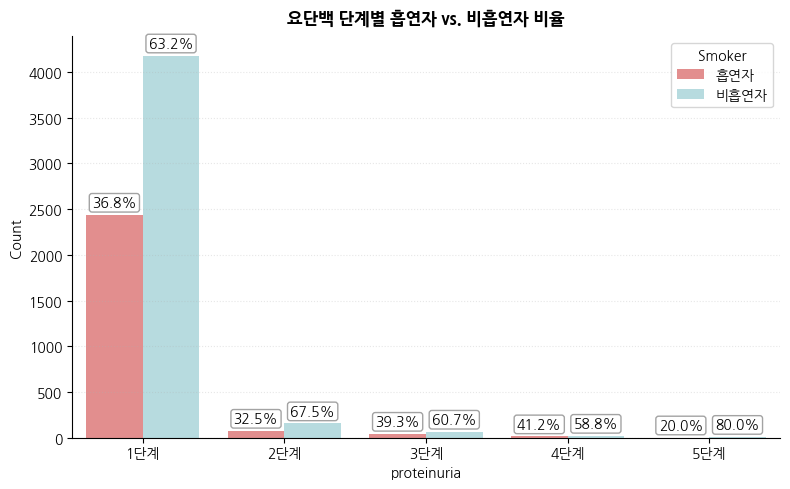 요단백 단계별 흡연자 vs. 비흡연자 비율
Smoker
흡연자
비흡연자
Count
4000
3500
3000
2500
2000
1500
1000
500
0
36.8% 63.2%
32.5% 67.5%
39.3% 60.7%
41.2% 58.8%
20.0% 80.0%
1단계 2단계 3단계 4단계 5단계
proteinuria